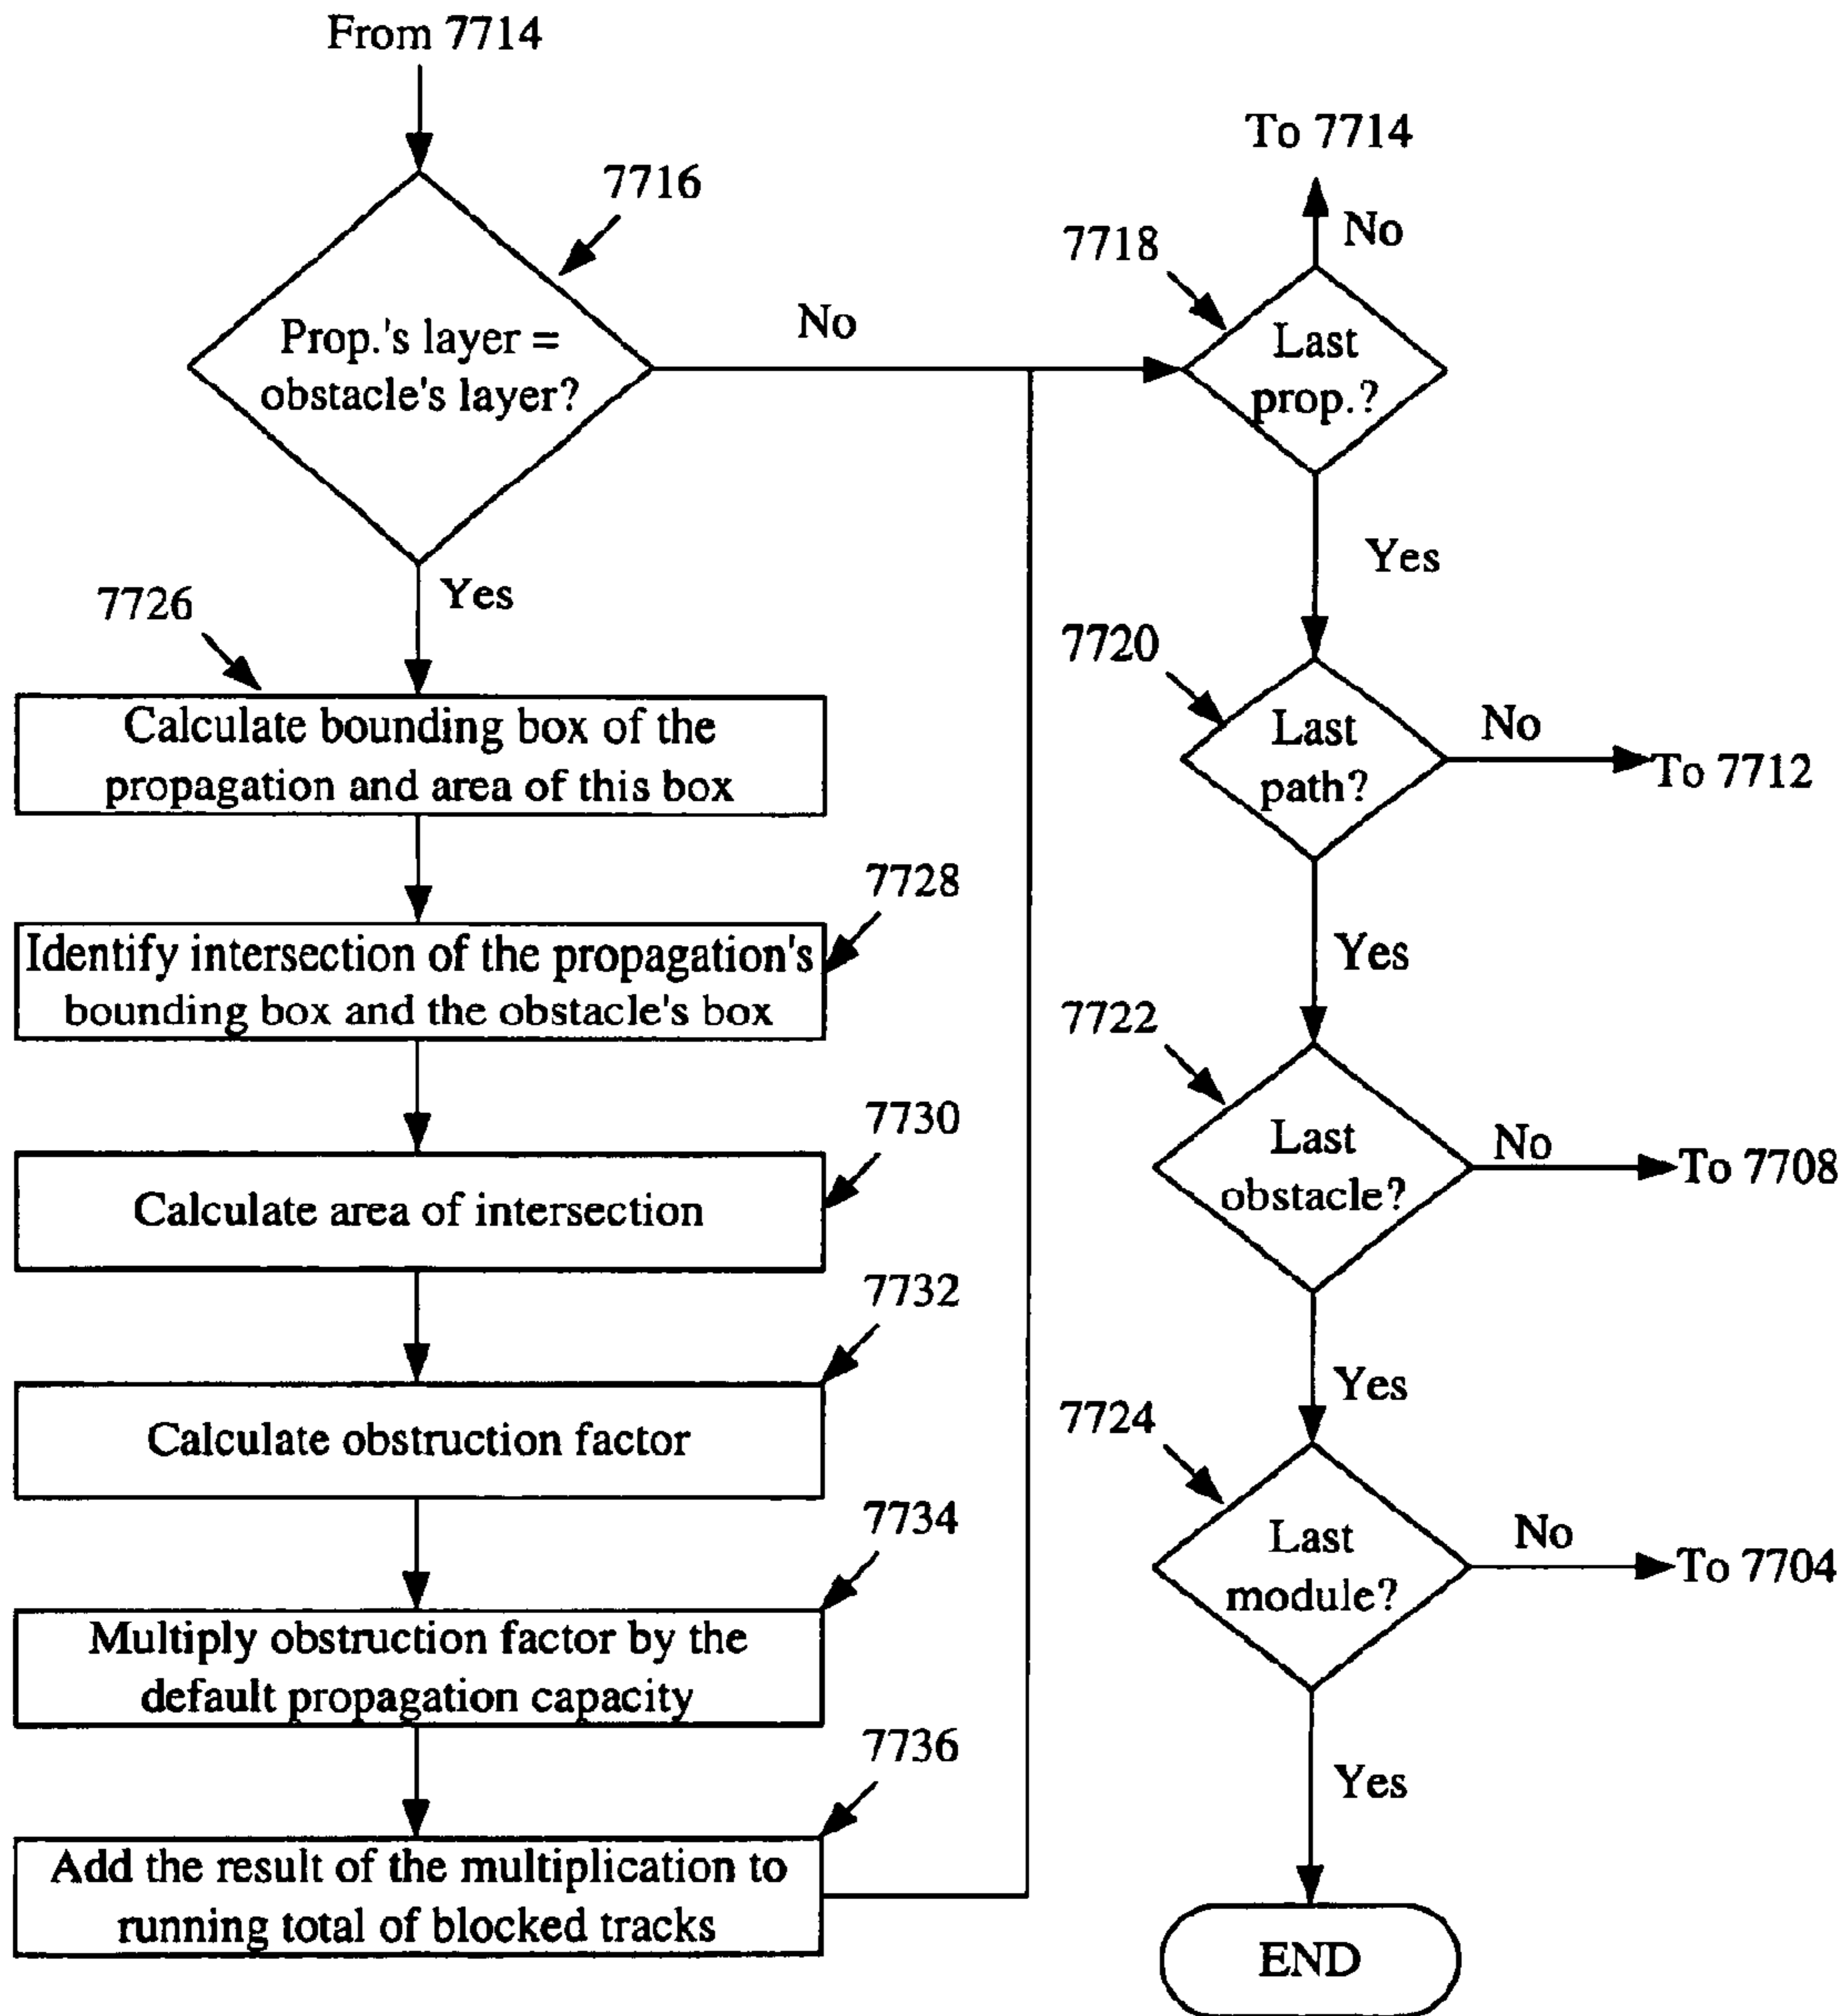 From 7714
7716
Prop.'s layer =
obstacle's layer?
No
Yes
7726
Calculate bounding box of the
propagation and area of this box
7728
Identify intersection of the propagation's
bounding box and the obstacle's box
7730
Calculate area of intersection
7732
Calculate obstruction factor
7734
Multiply obstruction factor by the
default propagation capacity
7736
Add the result of the multiplication to
running total of blocked tracks
To 7714
No
7718
Last
prop.?
Yes
7720
Last
path?
No
To 7712
Yes
7722
Last
obstacle?
No
To 7708
Yes
7724
Last
module?
No
To 7704
Yes
END